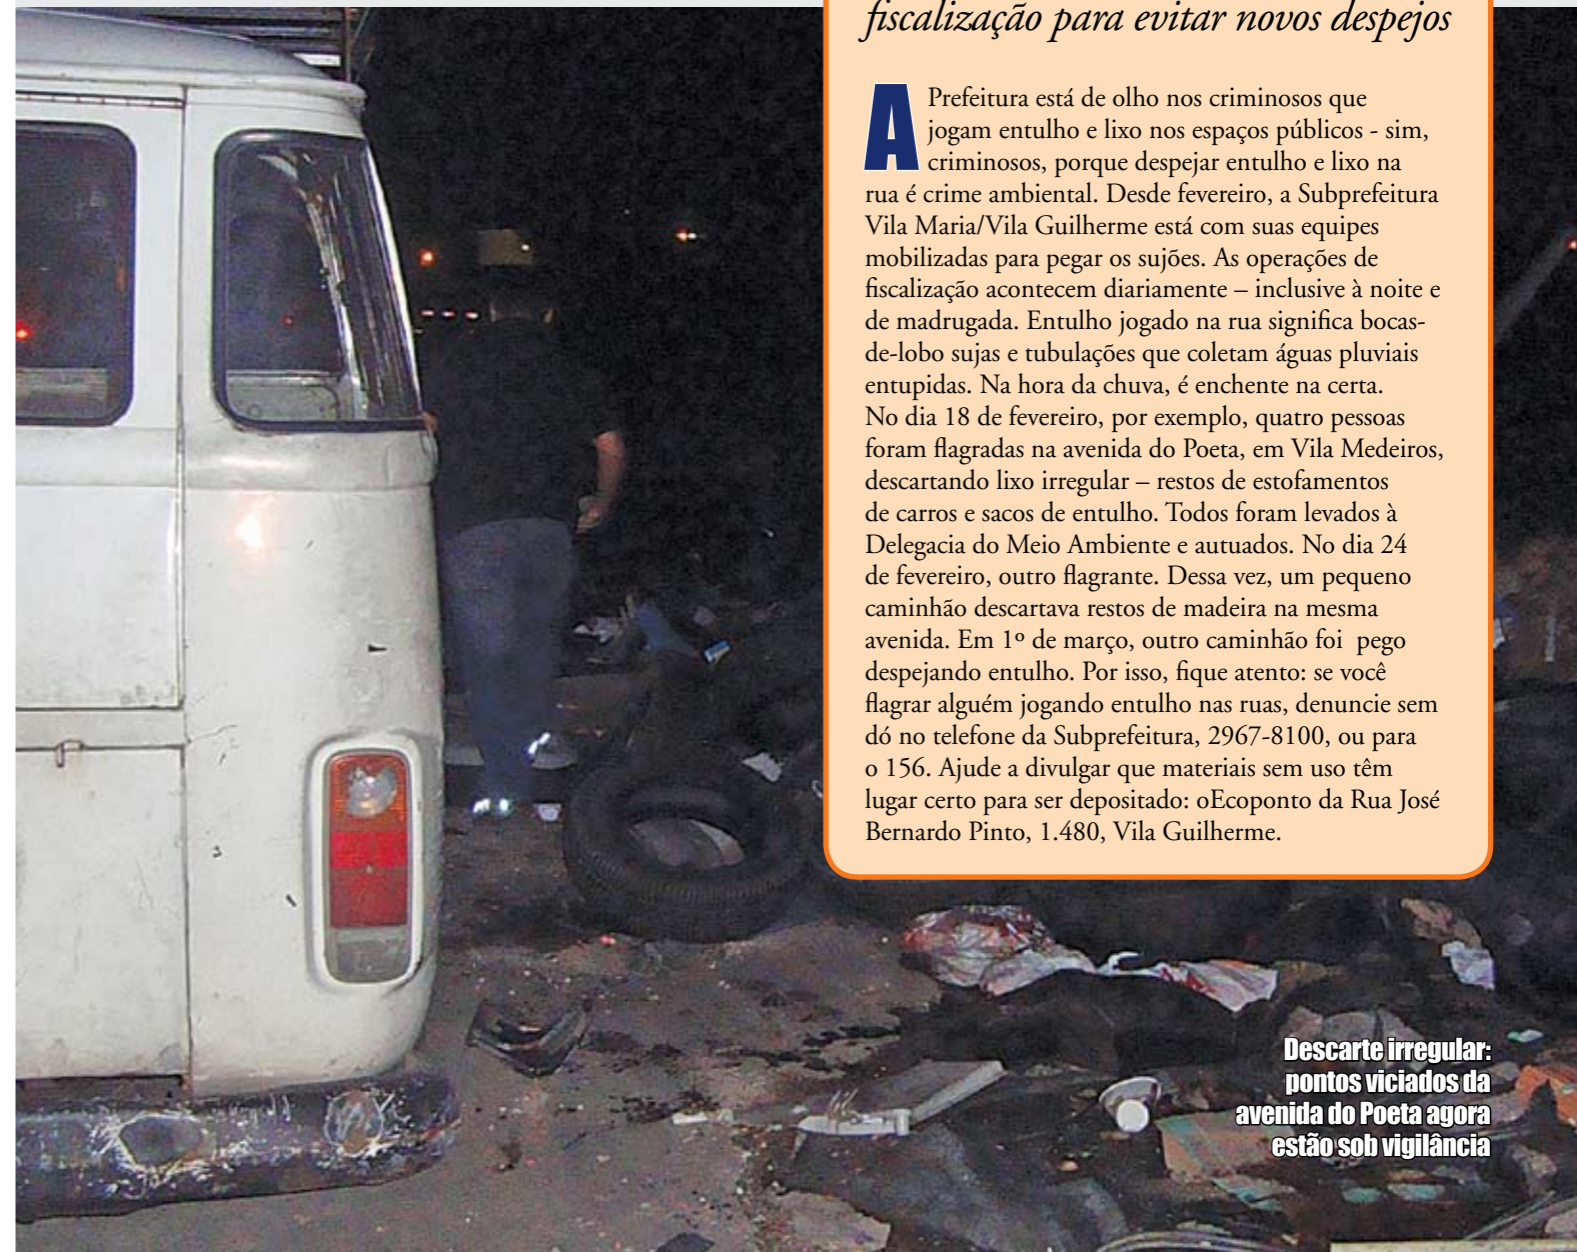 fiscalização para evitar novos despejos
A Prefeitura está de olho nos criminosos que
jogam entulho e lixo nos espaços públicos - sim,
criminosos, porque despejar entulho e lixo na
rua é crime ambiental. Desde fevereiro, a Subprefeitura
Vila Maria/Vila Guilherme está com suas equipes
mobilizadas para pegar os sujões. As operações de
fiscalização acontecem diariamente – inclusive à noite e
de madrugada. Entulho jogado na rua significa bocas-
de-lobo sujas e tubulações que coletam águas pluviais
entupidas. Na hora da chuva, é enchente na certa.
No dia 18 de fevereiro, por exemplo, quatro pessoas
foram flagradas na avenida do Poeta, em Vila Medeiros,
descartando lixo irregular – restos de estofamentos
de carros e sacos de entulho. Todos foram levados à
Delegacia do Meio Ambiente e autuados. No dia 24
de fevereiro, outro flagrante. Dessa vez, um pequeno
caminhão descartava restos de madeira na mesma
avenida. Em 1º de março, outro caminhão foi pego
despejando entulho. Por isso, fique atento: se você
flagrar alguém jogando entulho nas ruas, denuncie sem
dó no telefone da Subprefeitura, 2967-8100, ou para
o 156. Ajude a divulgar que materiais sem uso têm
lugar certo para ser depositado: oEcoponto da Rua José
Bernardo Pinto, 1.480, Vila Guilherme.
Descarte irregular:
pontos viciados da
avenida do Poeta agora
estão sob vigilância